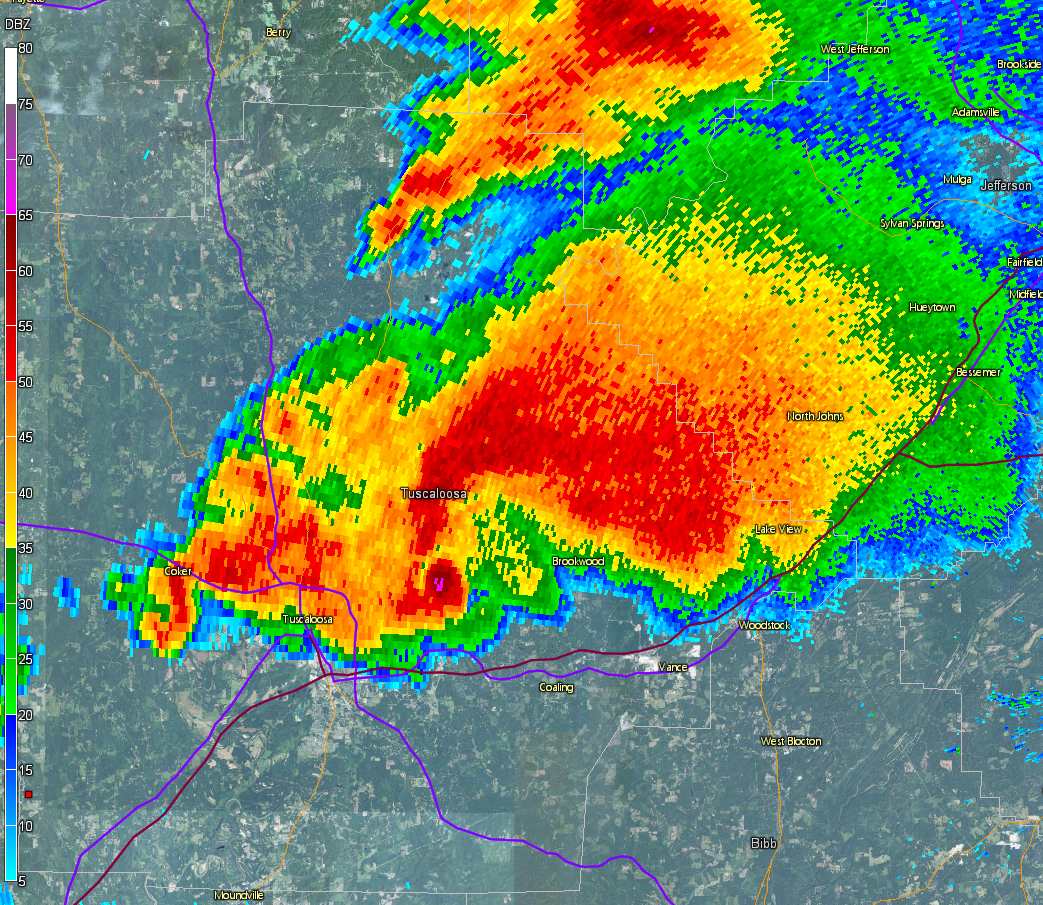 Fayette
DBZ
Berry
80
West Jefferson
Brookside
75
Adamsville
70
Mulga
Jefferson
65
Sylvan Springs
60
Fairfield
Midfield
Hueytown
55
50
Bessemer
North Johns
45
40
Tuscaloosa
Lake View
35
Brookwood
Coker
30
Tuscaloosa
Woodstock
25
Vance
Coaling
20
West Blocton
15
10
Bibb
5
Moundville